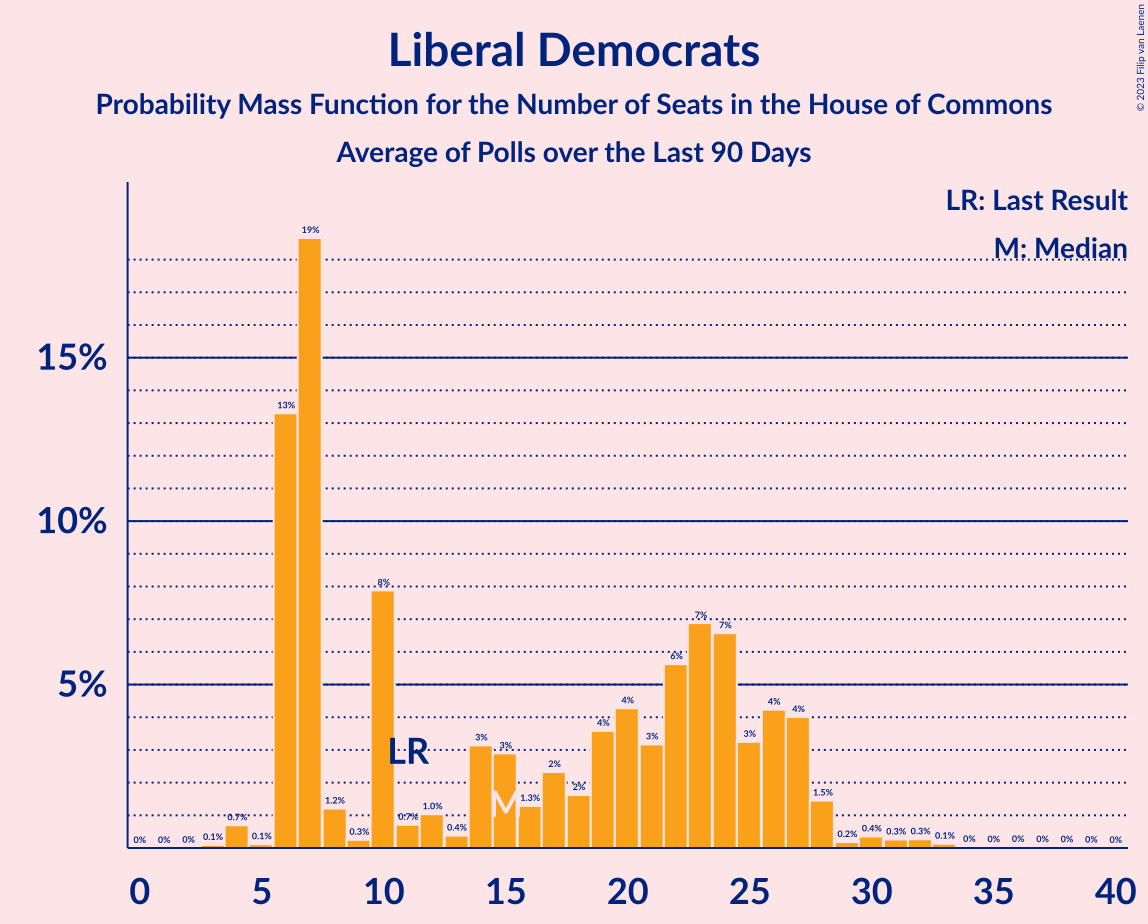 Liberal Democrats
Probability Mass Function for the Number of Seats in the House of Commons
Average of Polls over the Last 90 Days
© 2023 Filip van Laenen
LR: Last Result
M: Median
15%
10%
5%
0% 0% 0% 0.1% 0.7% 0.1% 13% 19% 1.2% 0.3% 8% 0.7% 1.0% 0.4% 3% 3% 1.3% 2% 2% 4% 4% 3% 6% 7% 7% 3% 4% 4% 1.5% 0.2% 0.4% 0.3% 0.3% 0.1% 0% 0% 0% 0% 0% 0% 0%
LR
M
0 5 10 15 20 25 30 35 40